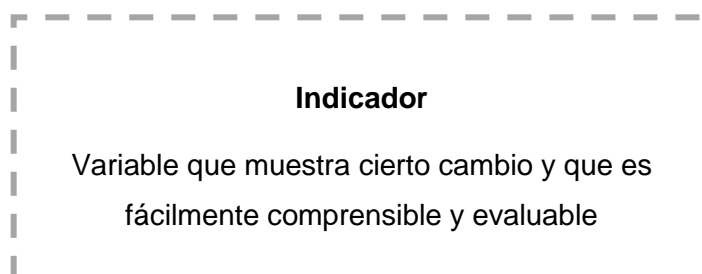 Indicador
Variable que muestra cierto cambio y que es
fácilmente comprensible y evaluable